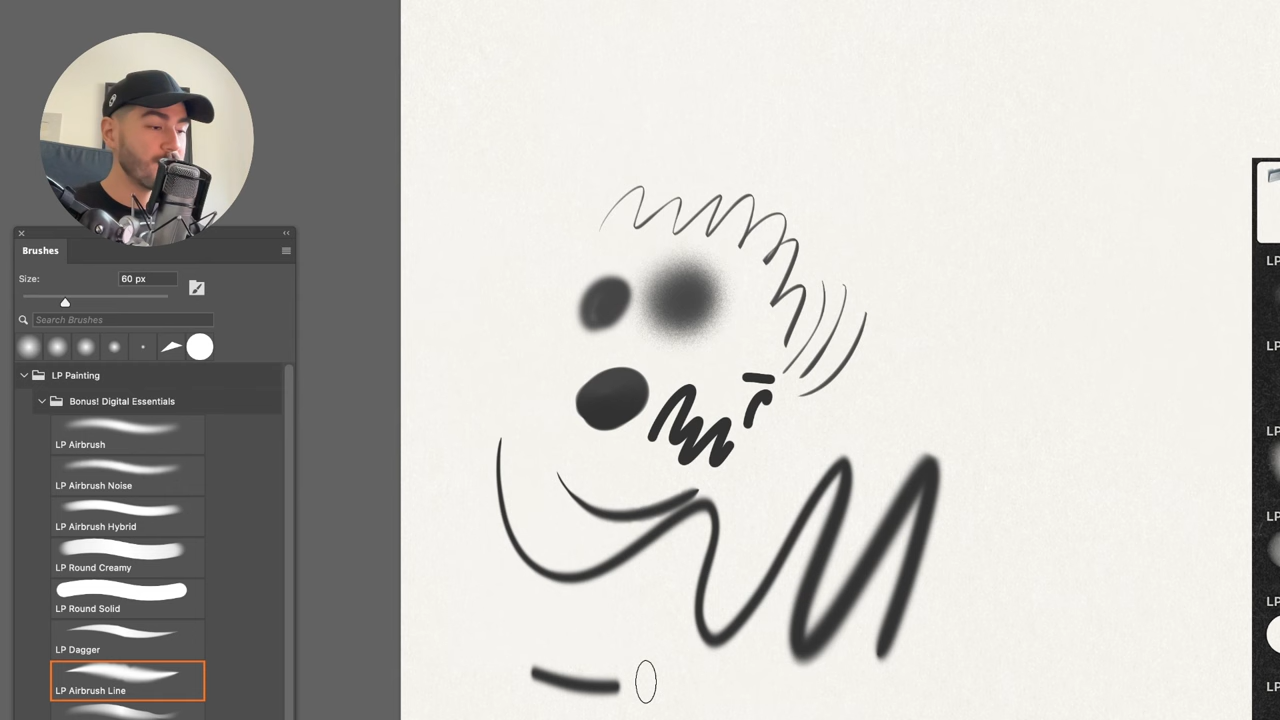 Brushes
Size:
60 px
Search Brushes
LP Painting
Bonus! Digital Essentials
LP Airbrush
LP Airbrush Noise
LP Airbrush Hybrid
LP Round Creamy
LP Round Solid
LP Dagger
LP Airbrush Line
LP
LP
LP
LP
LP
LP